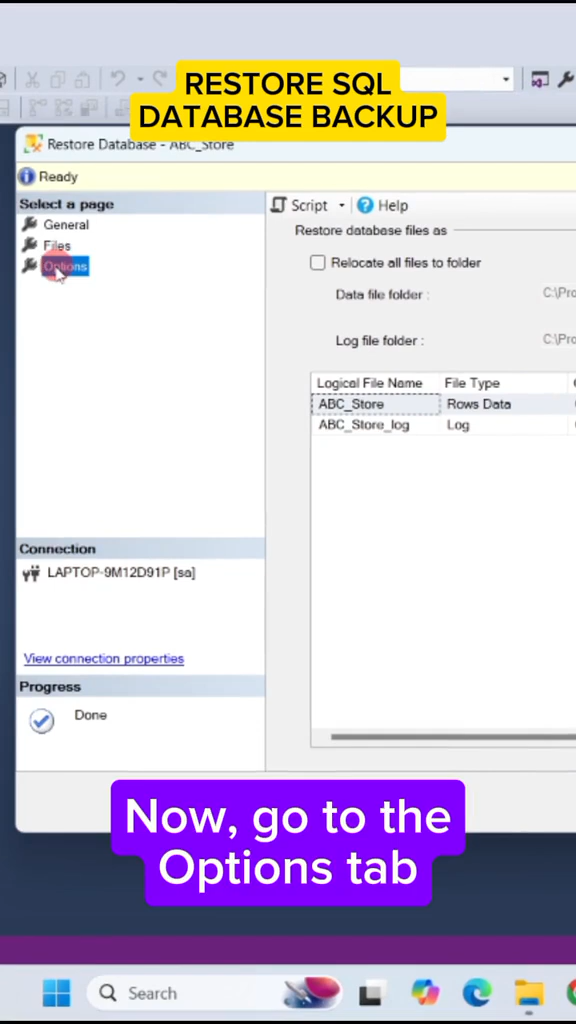 RESTORE SQL
DATABASE BACKUP
Restore Database - ABC_Store
Ready
Select a page
General
Files
Options
Script
Help
Restore database files as
Relocate all files to folder
Data file folder :
Log file folder :
Logical File Name File Type
ABC_Store Rows Data
ABC_Store_log Log
Connection
LAPTOP-9M12D91P [sa]
View connection properties
Progress
Done
Now, go to the
Options tab
Search